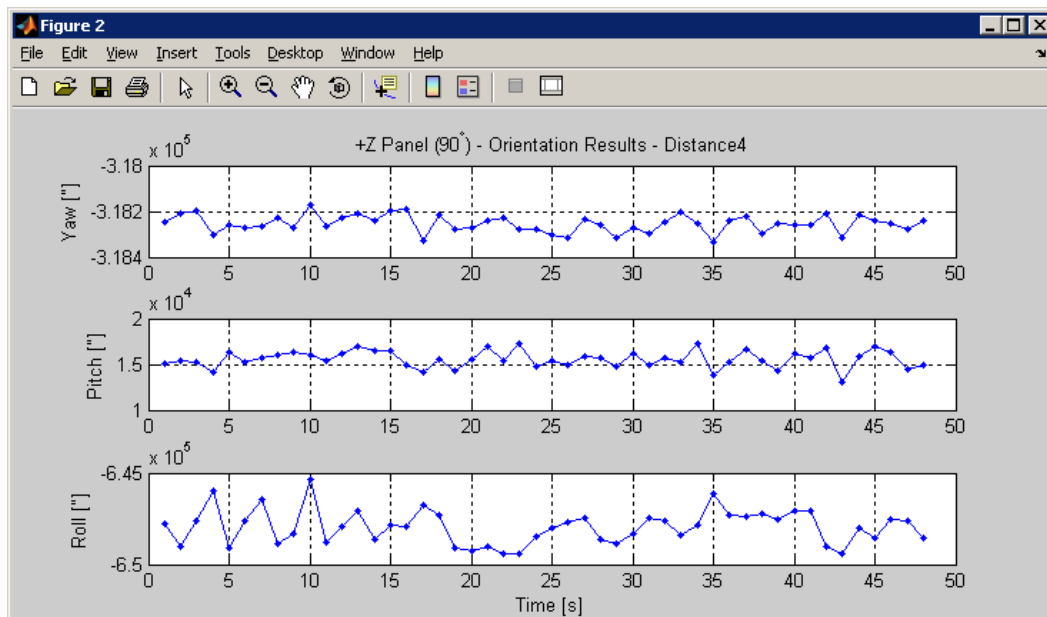 Figure 2
File Edit View Insert Tools Desktop Window Help
+Z Panel (90°) - Orientation Results - Distance4
x 10^5
Yaw ["]
-3.18
-3.182
-3.184
0 5 10 15 20 25 30 35 40 45 50
x 10^4
Pitch ["]
2
1.5
1
0 5 10 15 20 25 30 35 40 45 50
x 10^5
Roll ["]
-6.45
-6.5
0 5 10 15 20 25 30 35 40 45 50
Time [s]